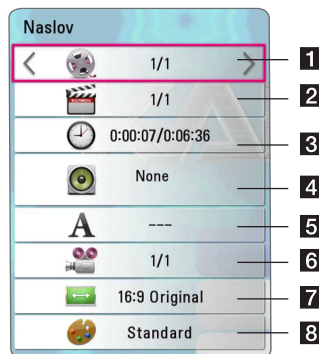 Naslov
1/1 1
1/1 2
0:00:07/0:06:36 3
None 4
A --- 5
1/1 6
16:9 Original 7
Standard 8